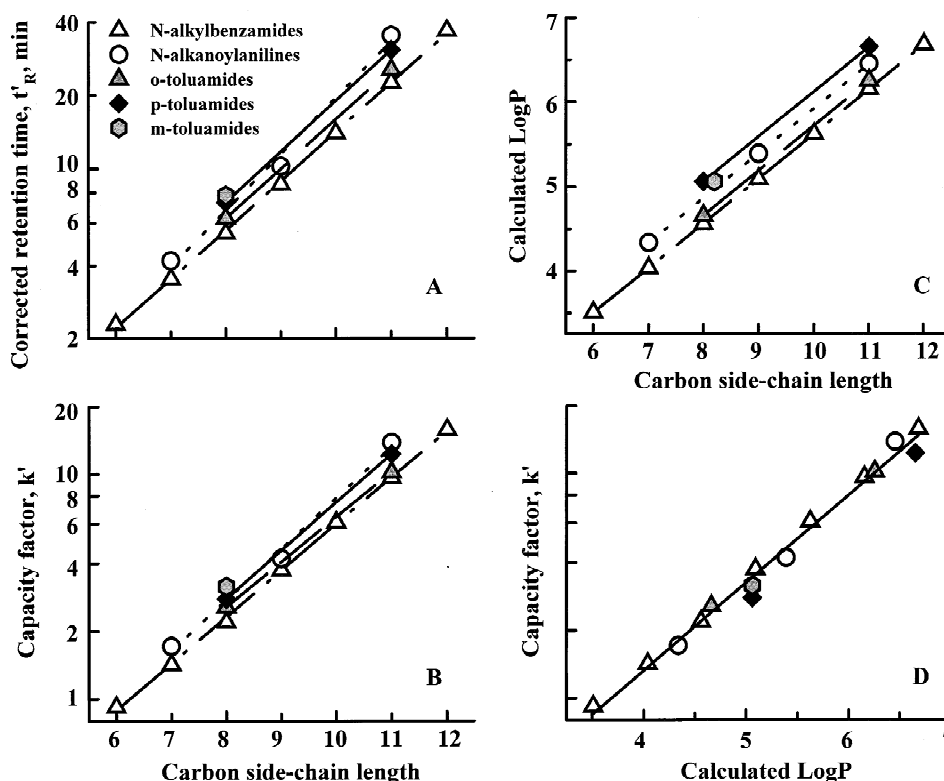 Corrected retention time, t'R, min
40
20
10
8
6
4
2
N-alkylbenzamides
N-alkanoylanilines
o-toluamides
p-toluamides
m-toluamides
A
Calculated LogP
7
6
5
4
C
6 7 8 9 10 11 12
Carbon side-chain length
Capacity factor, k'
20
10
8
6
4
2
1
B
6 7 8 9 10 11 12
Carbon side-chain length
Capacity factor, k'
D
4 5 6
Calculated LogP